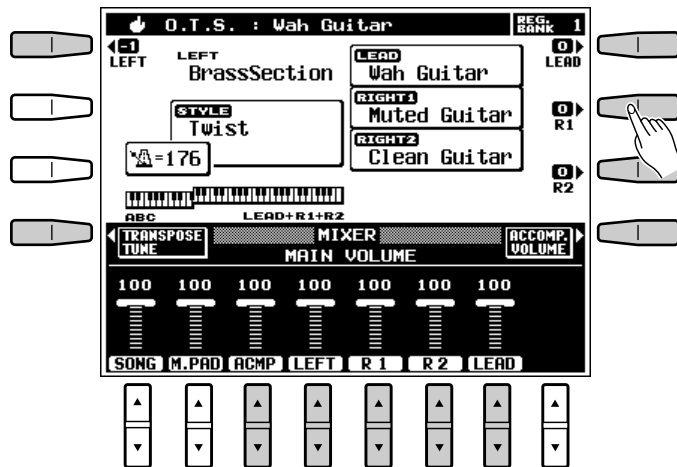 O.T.S. : Wah Guitar
REG. BANK 1
-1
LEFT
LEFT
BrassSection
LEAD
Wah Guitar
0
LEAD
STYLE
Twist
RIGHT1
Muted Guitar
0
R1
=176
RIGHT2
Clean Guitar
0
R2
ABC
LEAD+R1+R2
TRANSPOSE
TUNE
MIXER
MAIN VOLUME
ACCOMP.
VOLUME
100 100 100 100 100 100 100
SONG M.PAD ACMP LEFT R 1 R 2 LEAD